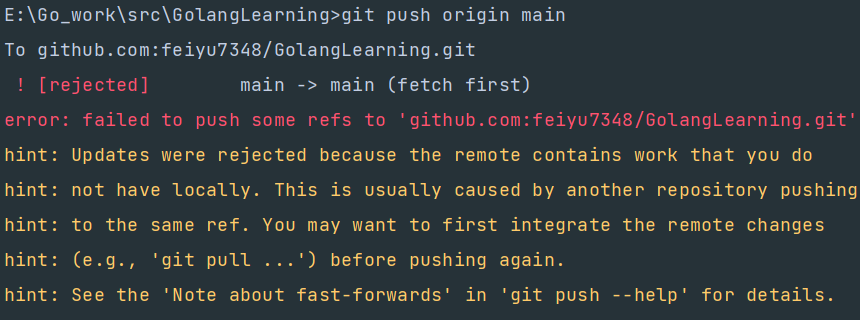 E:\Go_work\src\GolangLearning>git push origin main
To github.com:feiyu7348/GolangLearning.git
 ! [rejected]        main -> main (fetch first)
error: failed to push some refs to 'github.com:feiyu7348/GolangLearning.git'
hint: Updates were rejected because the remote contains work that you do
hint: not have locally. This is usually caused by another repository pushing
hint: to the same ref. You may want to first integrate the remote changes
hint: (e.g., 'git pull ...') before pushing again.
hint: See the 'Note about fast-forwards' in 'git push --help' for details.